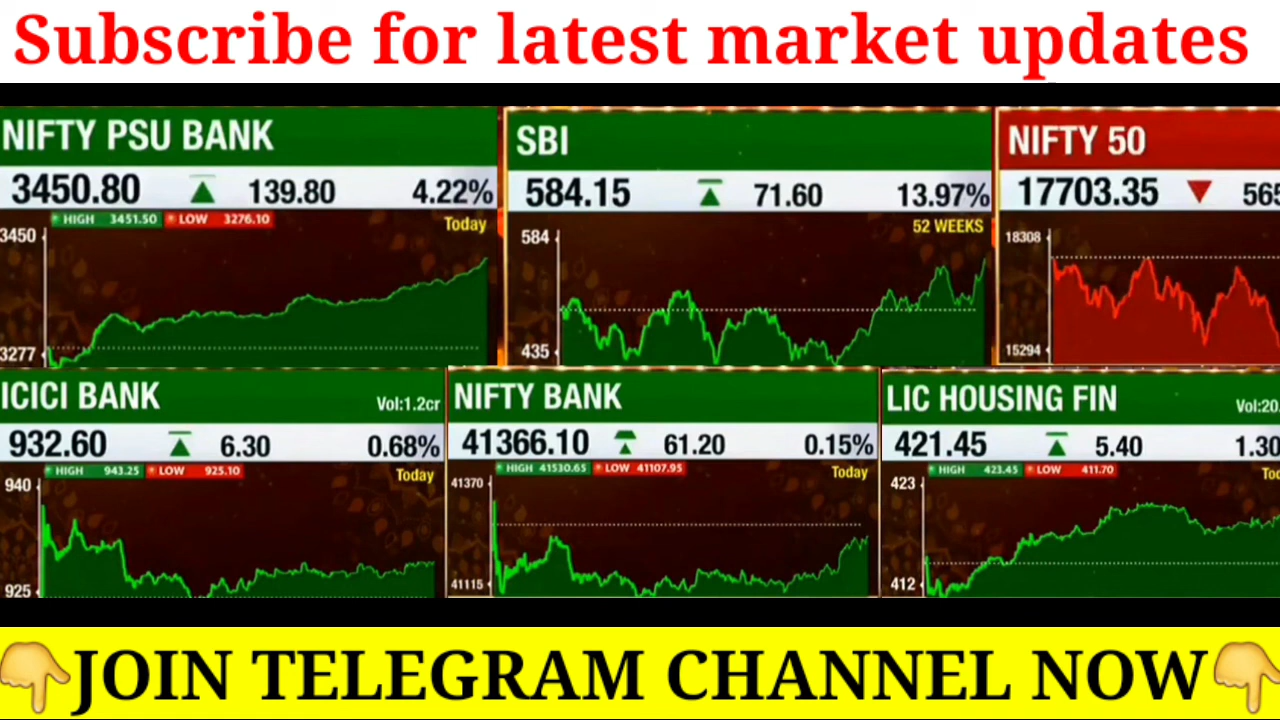 Subscribe for latest market updates
NIFTY PSU BANK
3450.80 139.80 4.22%
HIGH 3451.50 LOW 3276.10
Today
3450
3277
SBI
584.15 71.60 13.97%
52 WEEKS
584
435
NIFTY 50
17703.35 565
18308
15294
ICICI BANK Vol:1.2cr
932.60 6.30 0.68%
HIGH 943.25 LOW 925.10
Today
940
925
NIFTY BANK
41366.10 61.20 0.15%
HIGH 41530.65 LOW 41107.95
Today
41370
41115
LIC HOUSING FIN Vol:20.
421.45 5.40 1.30
HIGH 423.45 LOW 411.70
423
412
👇JOIN TELEGRAM CHANNEL NOW👇